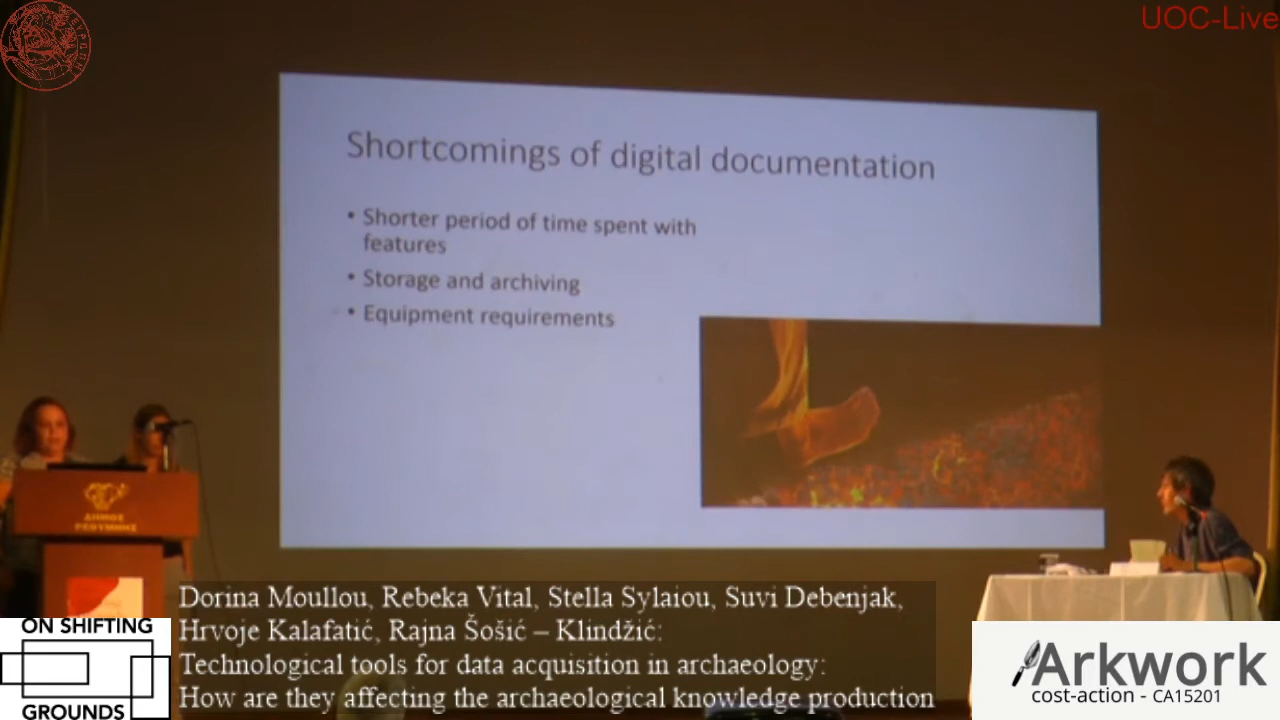 UOC-Live
Shortcomings of digital documentation
• Shorter period of time spent with
features
• Storage and archiving
• Equipment requirements
ΔΗΜΟΣ
ΡΕΘΥΜΝΗΣ
Dorina Moullou, Rebeka Vital, Stella Sylaiou, Suvi Debenjak,
Hrvoje Kalafatić, Rajna Šošić – Klindžić:
Technological tools for data acquisition in archaeology:
How are they affecting the archaeological knowledge production
ON SHIFTING
GROUNDS
Arkwork
cost-action - CA15201